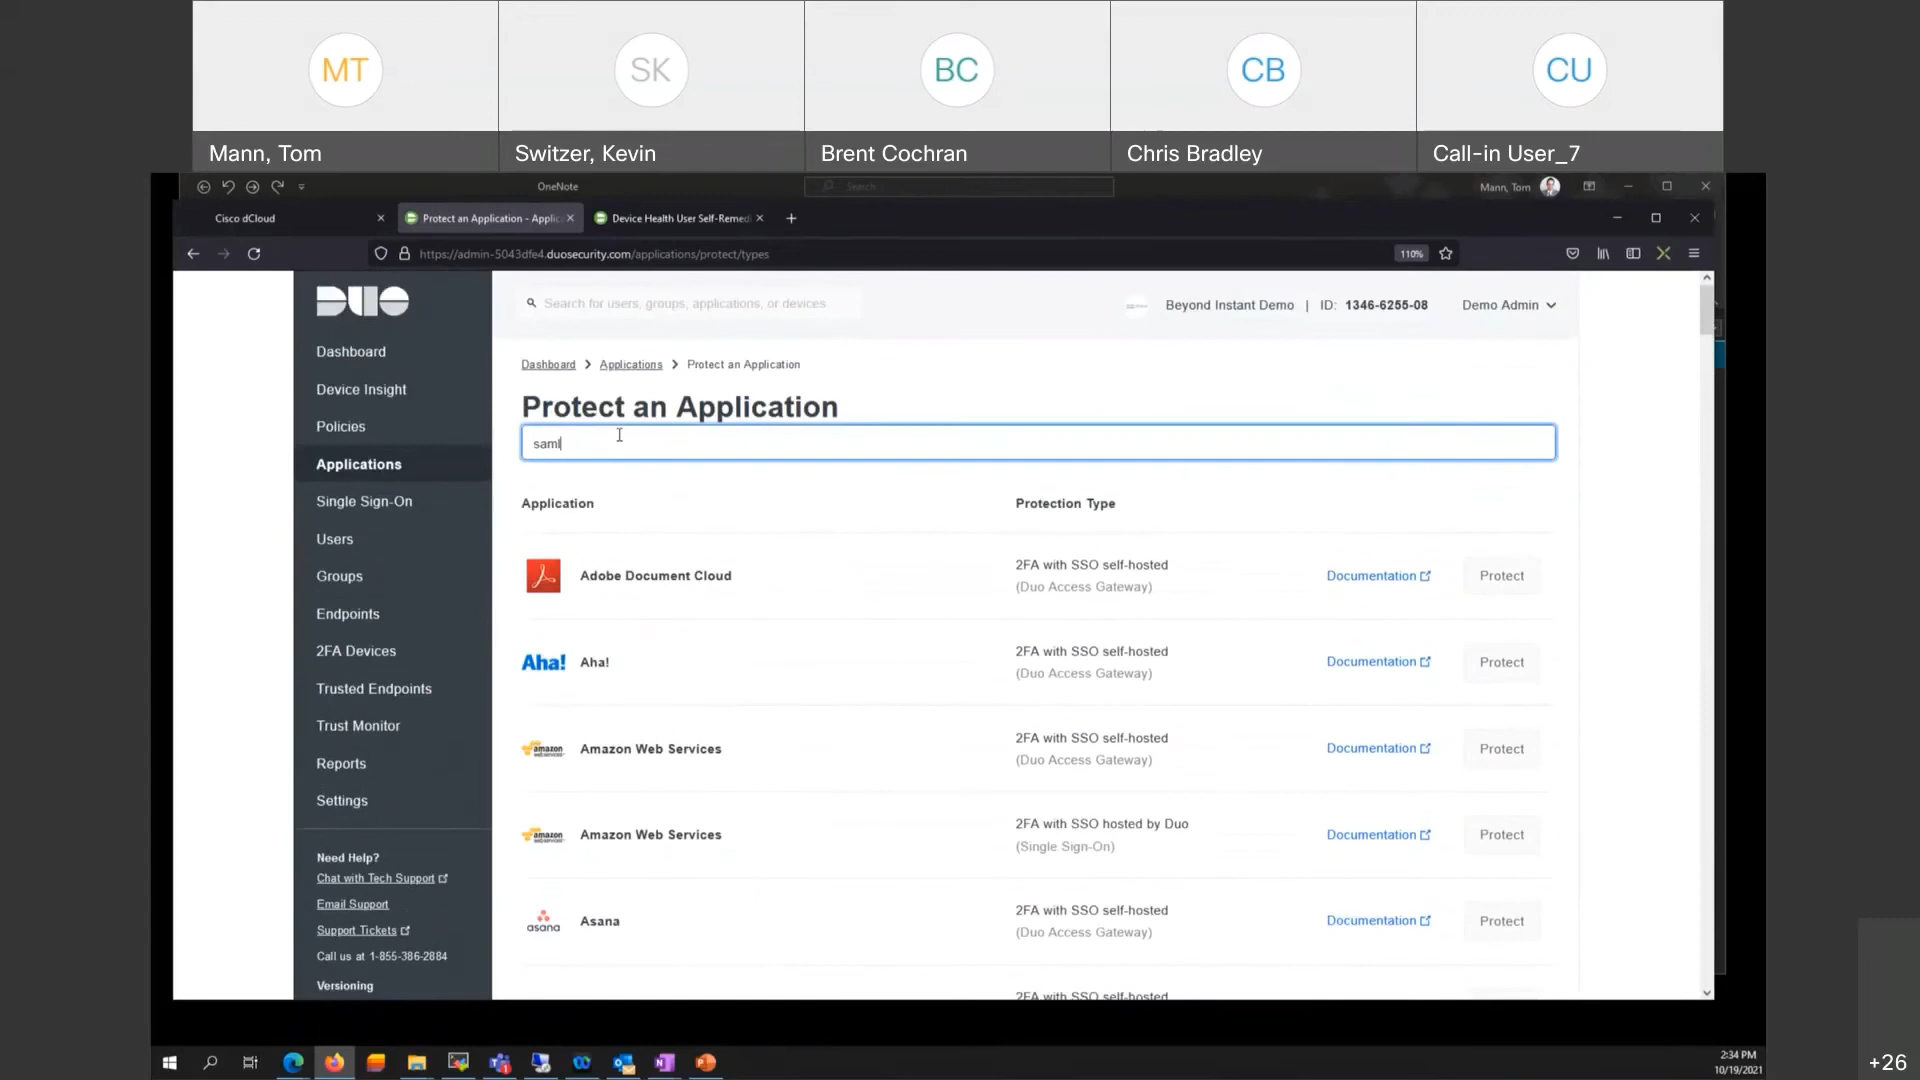 MT
SK
BC
CB
CU
Mann, Tom
Switzer, Kevin
Brent Cochran
Chris Bradley
Call-in User_7
OneNote
Search
Mann, Tom
Cisco dCloud
Protect an Application - Applic
Device Health User Self-Remed
https://admin-5043dfe4.duosecurity.com/applications/protect/types
110%
DUO
Search for users, groups, applications, or devices
Beyond Instant Demo | ID: 1346-6255-08
Demo Admin
Dashboard
Device Insight
Policies
Applications
Single Sign-On
Users
Groups
Endpoints
2FA Devices
Trusted Endpoints
Trust Monitor
Reports
Settings
Need Help?
Chat with Tech Support
Email Support
Support Tickets
Call us at 1-855-386-2884
Versioning
Dashboard > Applications > Protect an Application
Protect an Application
saml
Application Protection Type
Adobe Document Cloud
2FA with SSO self-hosted
(Duo Access Gateway)
Documentation
Protect
Aha!
Aha!
2FA with SSO self-hosted
(Duo Access Gateway)
Documentation
Protect
amazon
web services
Amazon Web Services
2FA with SSO self-hosted
(Duo Access Gateway)
Documentation
Protect
amazon
web services
Amazon Web Services
2FA with SSO hosted by Duo
(Single Sign-On)
Documentation
Protect
asana
Asana
2FA with SSO self-hosted
(Duo Access Gateway)
Documentation
Protect
2FA with SSO self-hosted
2:34 PM
10/19/2021
+26